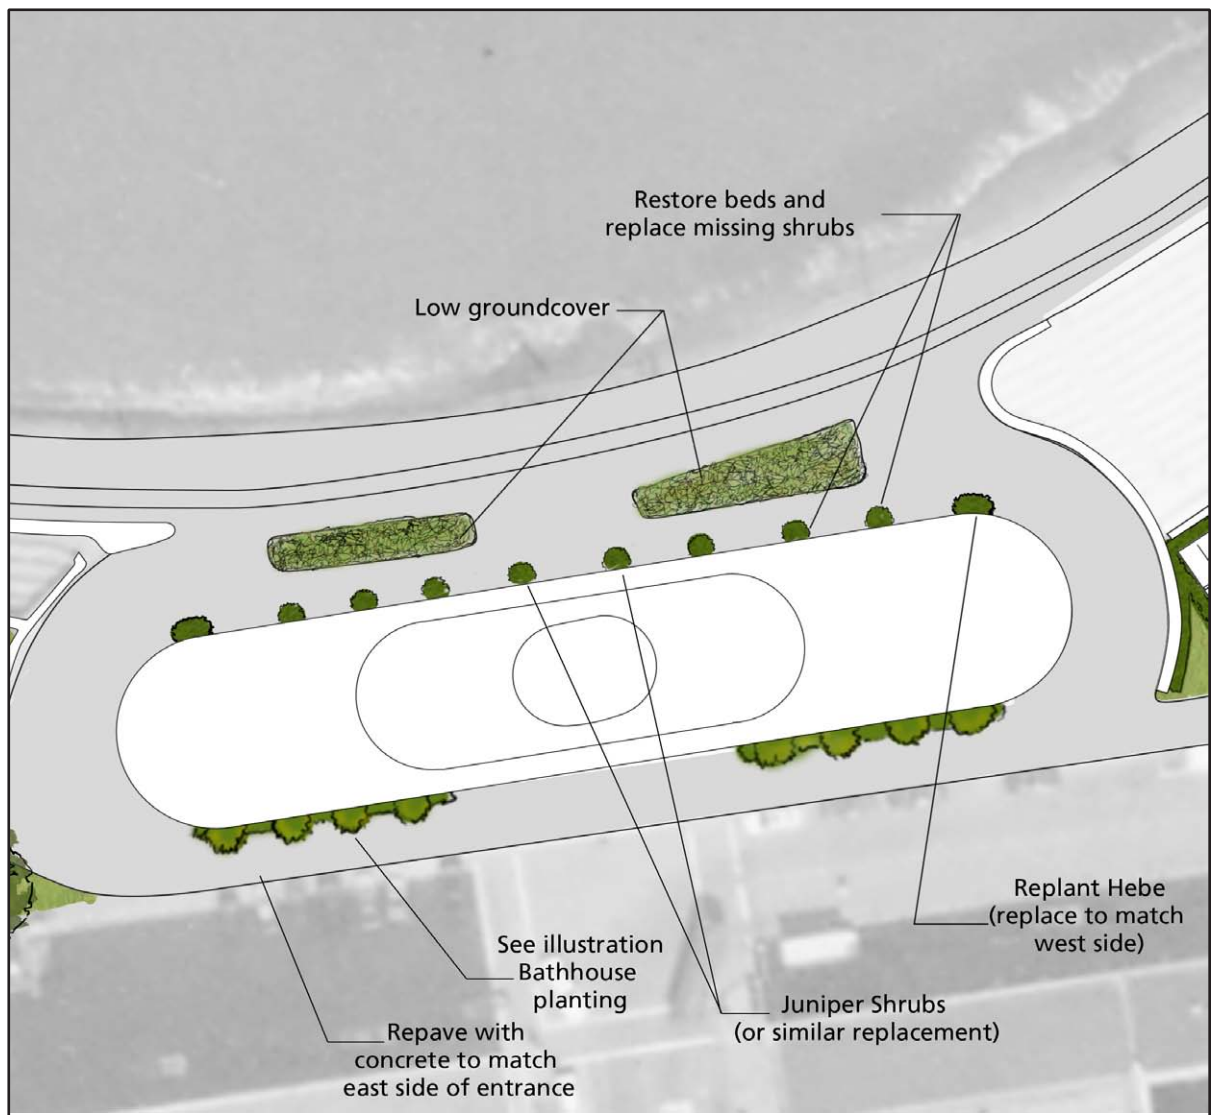 Restore beds and
replace missing shrubs
Low groundcover
Replant Hebe
(replace to match
west side)
See illustration
Bathhouse
planting
Juniper Shrubs
(or similar replacement)
Repave with
concrete to match
east side of entrance